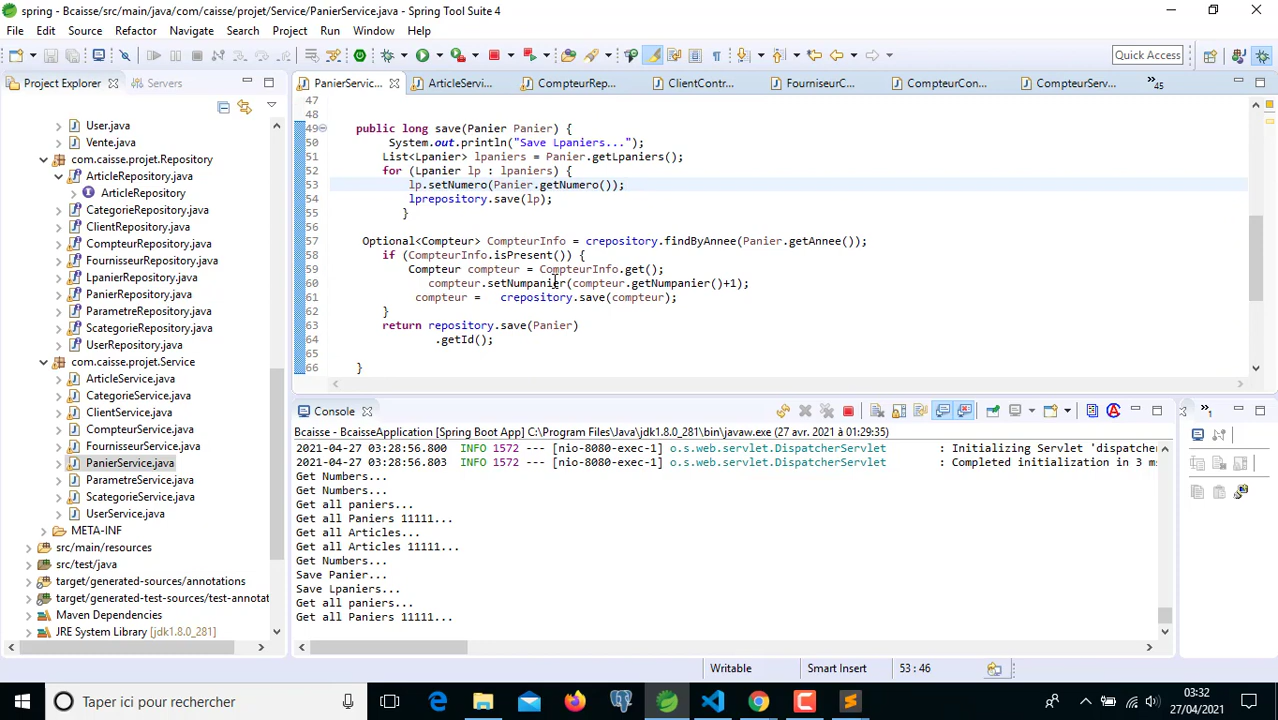 spring - Bcaisse/src/main/java/com/caisse/projet/Service/PanierService.java - Spring Tool Suite 4
File Edit Source Refactor Navigate Search Project Run Window Help
Quick Access
Project Explorer Servers
User.java
Vente.java
com.caisse.projet.Repository
ArticleRepository.java
ArticleRepository
CategorieRepository.java
ClientRepository.java
CompteurRepository.java
FournisseurRepository.java
LpanierRepository.java
PanierRepository.java
ParametreRepository.java
ScategorieRepository.java
UserRepository.java
com.caisse.projet.Service
ArticleService.java
CategorieService.java
ClientService.java
CompteurService.java
FournisseurService.java
PanierService.java
ParametreService.java
ScategorieService.java
UserService.java
META-INF
src/main/resources
src/test/java
target/generated-sources/annotations
target/generated-test-sources/test-annotat
Maven Dependencies
JRE System Library [jdk1.8.0_281]
PanierServic... ArticleServi... CompteurRep... ClientContr... FourniseurC... CompteurCon... CompteurServ... »45
47
48
49 public long save(Panier Panier) {
50 System.out.println("Save Lpaniers...");
51 List<Lpanier> lpaniers = Panier.getLpaniers();
52 for (Lpanier lp : lpaniers) {
53 lp.setNumero(Panier.getNumero());
54 lprepository.save(lp);
55 }
56
57 Optional<Compteur> CompteurInfo = crepository.findByAnnee(Panier.getAnnee());
58 if (CompteurInfo.isPresent()) {
59 Compteur compteur = CompteurInfo.get();
60 compteur.setNumpanier(compteur.getNumpanier()+1);
61 compteur = crepository.save(compteur);
62 }
63 return repository.save(Panier)
64 .getId();
65
66 }
Console
»1
Bcaisse - BcaisseApplication [Spring Boot App] C:\Program Files\Java\jdk1.8.0_281\bin\javaw.exe (27 avr. 2021 à 01:29:35)
2021-04-27 03:28:56.800 INFO 1572 --- [nio-8080-exec-1] o.s.web.servlet.DispatcherServlet : Initializing Servlet 'dispatche
2021-04-27 03:28:56.803 INFO 1572 --- [nio-8080-exec-1] o.s.web.servlet.DispatcherServlet : Completed initialization in 3 ms
Get Numbers...
Get Numbers...
Get all paniers...
Get all Paniers 11111...
Get all Articles...
Get all Articles 11111...
Get Numbers...
Save Panier...
Save Lpaniers...
Get all paniers...
Get all Paniers 11111...
Writable Smart Insert 53 : 46
Taper ici pour rechercher
03:32
27/04/2021